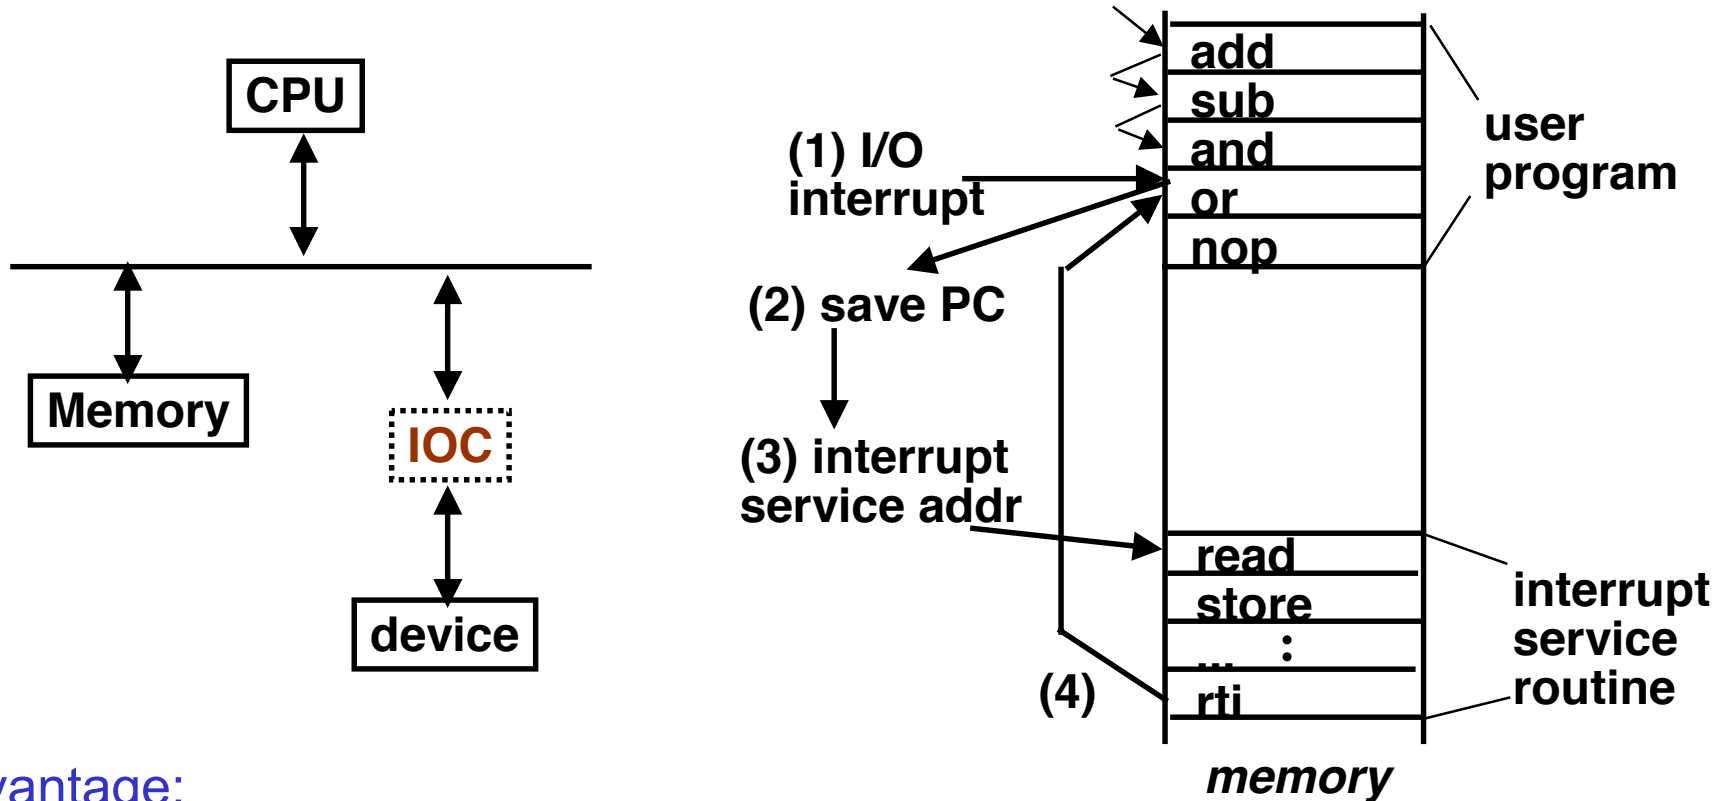 CPU
Memory
IOC
device
(1) I/O
interrupt
(2) save PC
(3) interrupt
service addr
(4)
add
sub
and
or
nop
user
program
read
store
...
rti
interrupt
service
routine
memory
vantage: